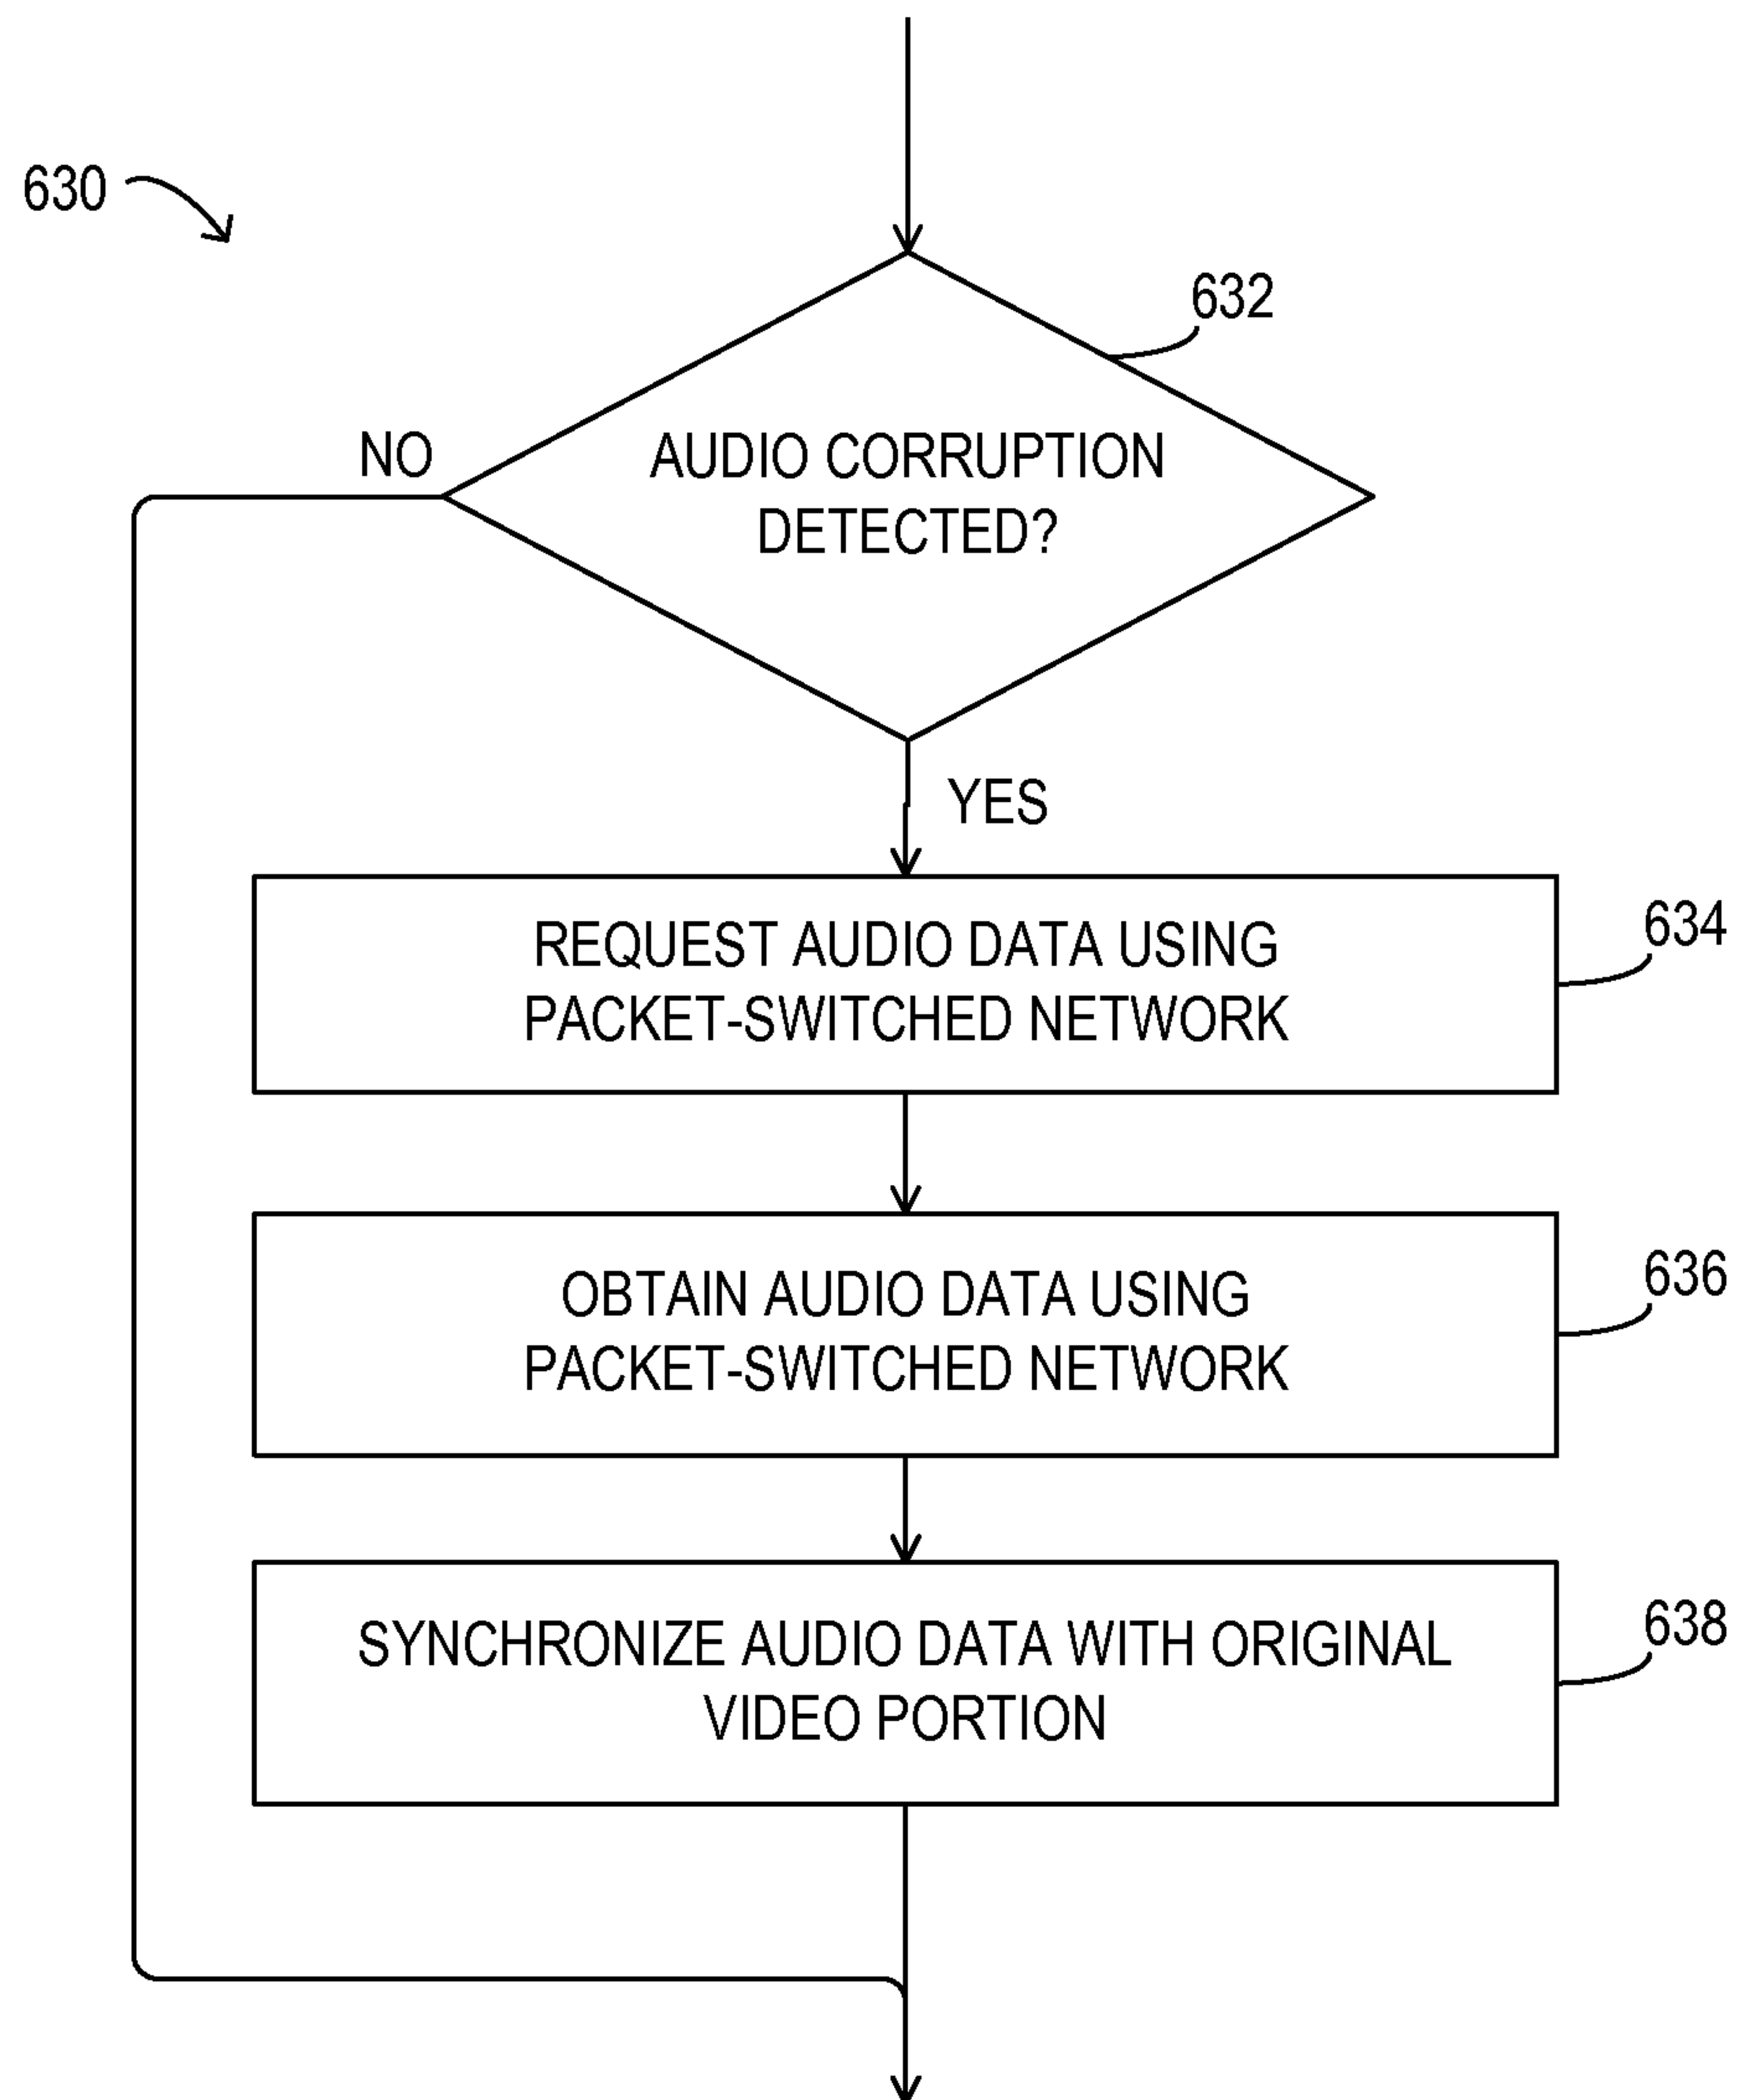 630
632
AUDIO CORRUPTION
DETECTED?
NO
YES
REQUEST AUDIO DATA USING
PACKET-SWITCHED NETWORK
634
OBTAIN AUDIO DATA USING
PACKET-SWITCHED NETWORK
636
SYNCHRONIZE AUDIO DATA WITH ORIGINAL
VIDEO PORTION
638